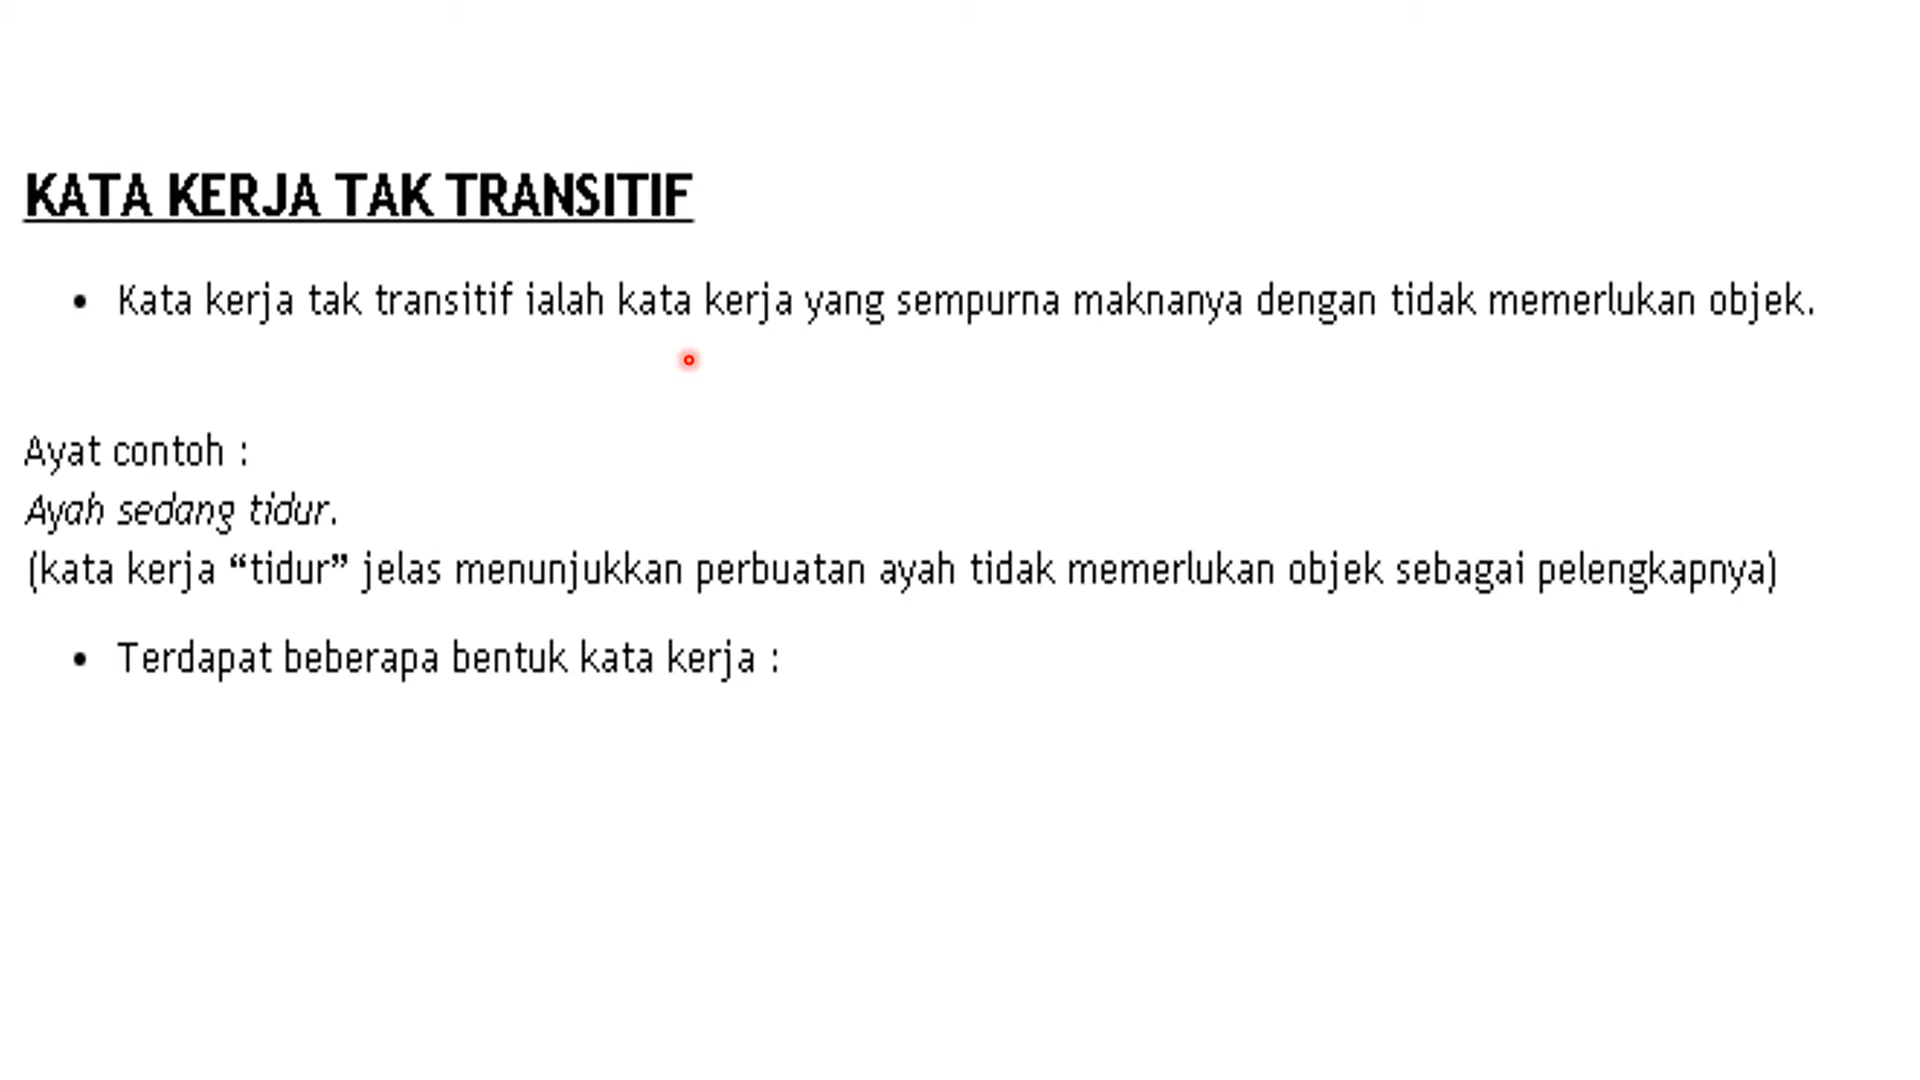 KATA KERJA TAK TRANSITIF
• Kata kerja tak transitif ialah kata kerja yang sempurna maknanya dengan tidak memerlukan objek.
Ayat contoh :
Ayah sedang tidur.
(kata kerja “tidur” jelas menunjukkan perbuatan ayah tidak memerlukan objek sebagai pelengkapnya)
• Terdapat beberapa bentuk kata kerja :